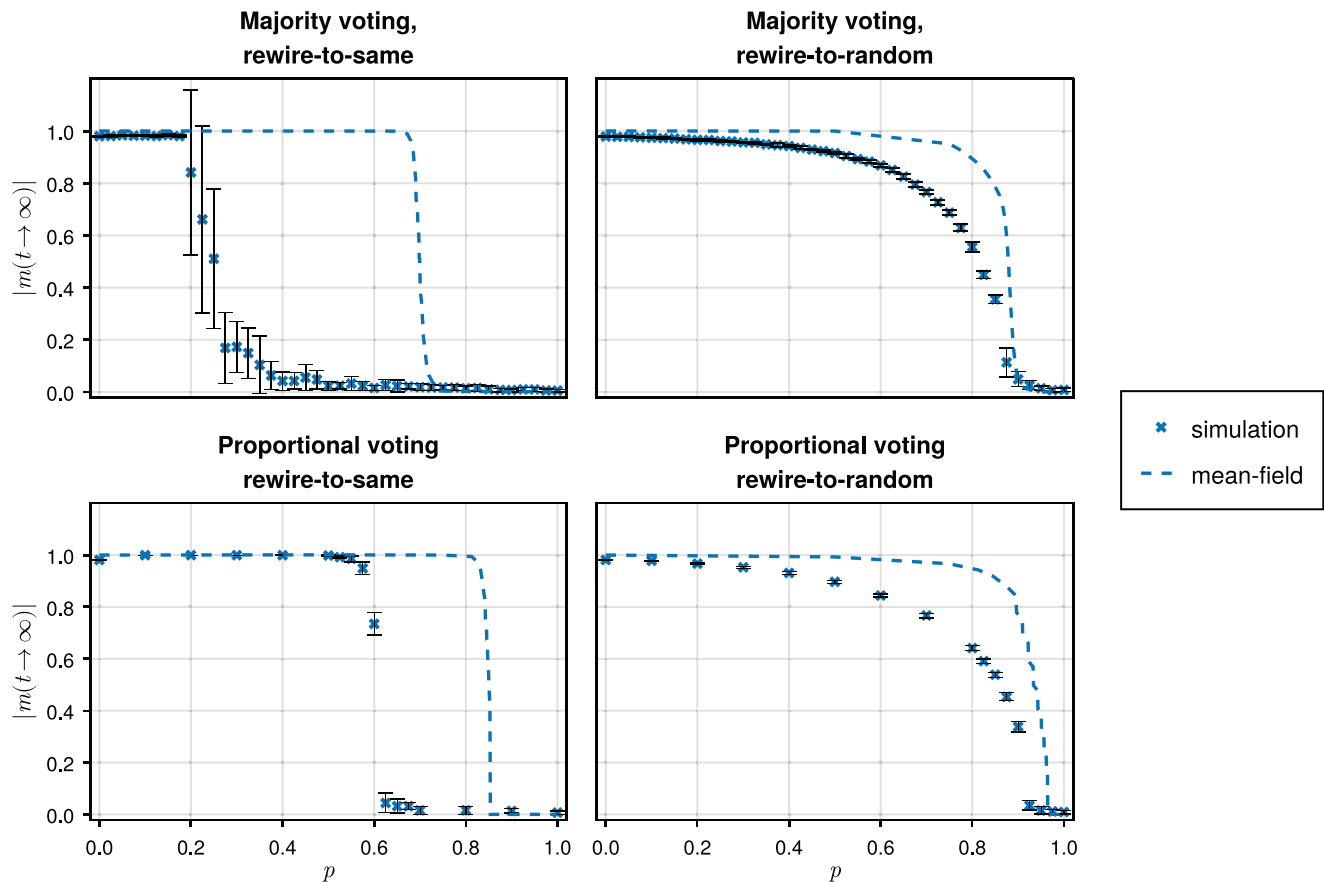 Majority voting,
rewire-to-same
Majority voting,
rewire-to-random
|m(t → ∞)|
1.0
0.8
0.6
0.4
0.2
0.0
simulation
mean-field
Proportional voting
rewire-to-same
Proportional voting
rewire-to-random
|m(t → ∞)|
1.0
0.8
0.6
0.4
0.2
0.0
0.0 0.2 0.4 0.6 0.8 1.0
0.0 0.2 0.4 0.6 0.8 1.0
p
p